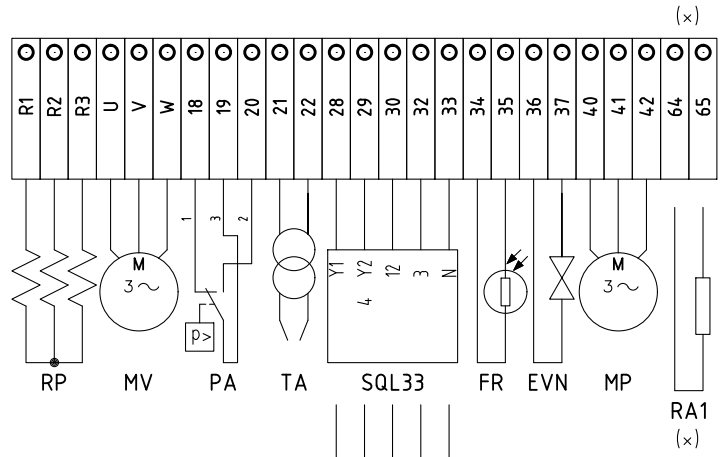 (x)
R1 R2 R3 U V W 18 19 20 21 22 28 29 30 32 33 34 35 36 37 40 41 42 64 65
1 3 2
Y1 Y2 12 3 N
4
M
3~
M
3~
p>
RP MV PA TA SQL33 FR EVN MP
RA1
(x)